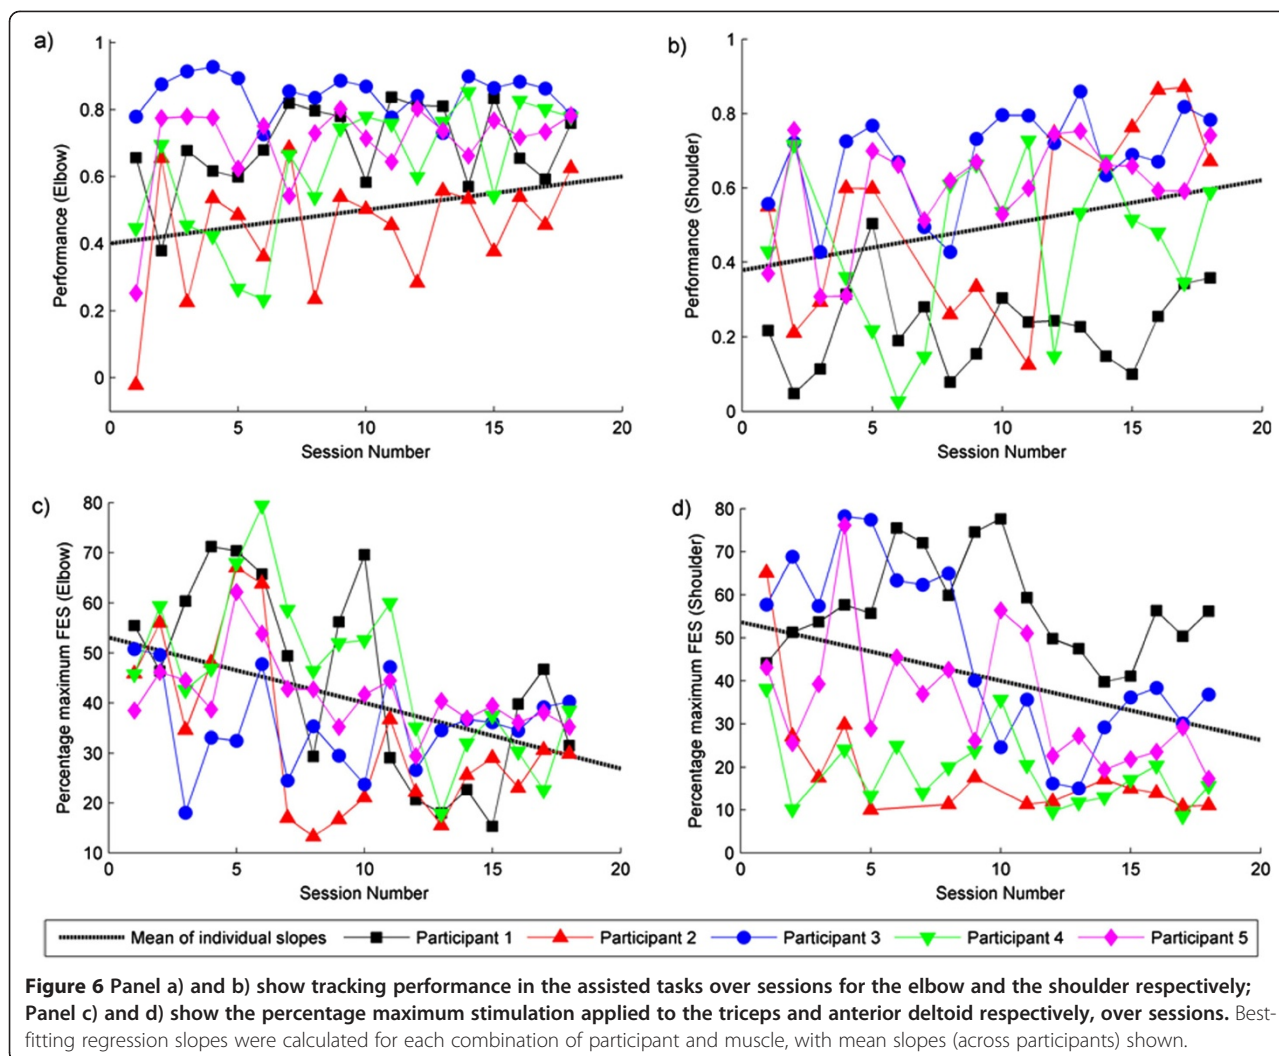 a)
1
0.8
0.6
0.4
0.2
0
Performance (Elbow)
0 5 10 15 20
Session Number
b)
1
0.8
0.6
0.4
0.2
0
Performance (Shoulder)
0 5 10 15 20
Session Number
c)
80
70
60
50
40
30
20
10
Percentage maximum FES (Elbow)
0 5 10 15 20
Session Number
d)
80
70
60
50
40
30
20
10
0
Percentage maximum FES (Shoulder)
0 5 10 15 20
Session Number
Mean of individual slopes Participant 1 Participant 2 Participant 3 Participant 4 Participant 5
Figure 6 Panel a) and b) show tracking performance in the assisted tasks over sessions for the elbow and the shoulder respectively;
Panel c) and d) show the percentage maximum stimulation applied to the triceps and anterior deltoid respectively, over sessions. Best-
fitting regression slopes were calculated for each combination of participant and muscle, with mean slopes (across participants) shown.